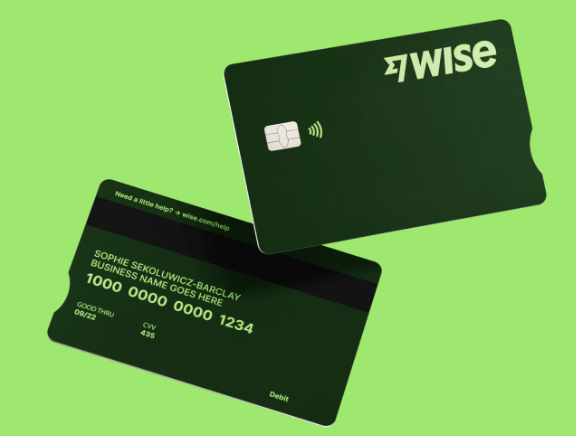 wise
Need a little help? → wise.com/help
SOPHIE SEKOLUWICZ-BARCLAY
BUSINESS NAME GOES HERE
1000 0000 0000 1234
GOOD THRU
09/22
CVV
435
Debit